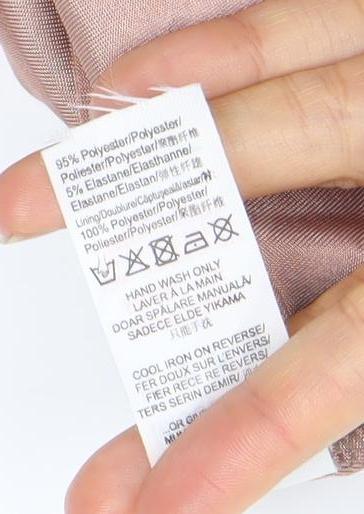 95% Polyester/Polyester/
Poliester/Polyester/聚酯纤维
5% Elastane/Elasthanne/
Elastane/Elastan/弹性纤维
100% Polyester/Polyester/
Poliester/Polyester/聚酯纤维
HAND WASH ONLY
LAVER À LA MAIN
DOAR SPĂLARE MANUALĂ/
SADECE ELDE YIKAMA
只能手洗
COOL IRON ON REVERSE/
FER DOUX SUR L'ENVERS/
FIER RECE PE REVERS/
TERS SERIN DEMIR/